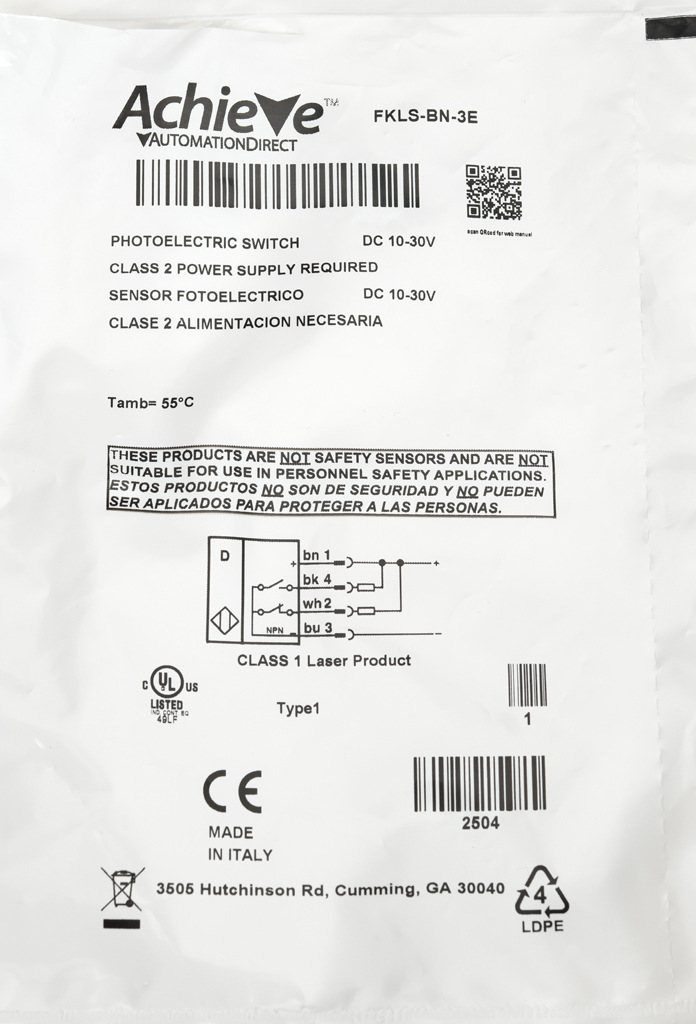 Achieve™
AUTOMATIONDIRECT
FKLS-BN-3E
scan QRcod for web manual
PHOTOELECTRIC SWITCH DC 10-30V
CLASS 2 POWER SUPPLY REQUIRED
SENSOR FOTOELECTRICO DC 10-30V
CLASE 2 ALIMENTACION NECESARIA
Tamb= 55°C
THESE PRODUCTS ARE NOT SAFETY SENSORS AND ARE NOT
SUITABLE FOR USE IN PERSONNEL SAFETY APPLICATIONS.
ESTOS PRODUCTOS NO SON DE SEGURIDAD Y NO PUEDEN
SER APLICADOS PARA PROTEGER A LAS PERSONAS.
D
+ bn 1 +
bk 4
wh 2
NPN − bu 3 −
CLASS 1 Laser Product
C UL US
LISTED
IND. CONT. EQ
49LF
Type1
1
CE
2504
MADE
IN ITALY
3505 Hutchinson Rd, Cumming, GA 30040
4
LDPE